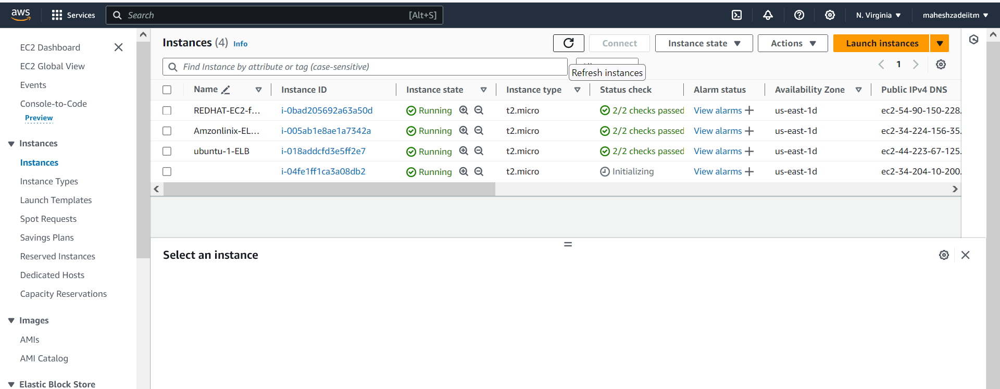 aws Services Search [Alt+S] N. Virginia maheshzadeiitm
EC2 Dashboard
EC2 Global View
Events
Console-to-Code
Preview
Instances
Instances
Instance Types
Launch Templates
Spot Requests
Savings Plans
Reserved Instances
Dedicated Hosts
Capacity Reservations
Images
AMIs
AMI Catalog
Elastic Block Store
Instances (4) Info Connect Instance state Actions Launch instances
Find Instance by attribute or tag (case-sensitive) 1
Refresh instances
Name Instance ID Instance state Instance type Status check Alarm status Availability Zone Public IPv4 DNS
REDHAT-EC2-f... i-0bad205692a63a50d Running t2.micro 2/2 checks passed View alarms us-east-1d ec2-54-90-150-228.
Amzonlinix-EL... i-005ab1e8ae1a7342a Running t2.micro 2/2 checks passed View alarms us-east-1d ec2-34-224-156-35.
ubuntu-1-ELB i-018addcfd3e5ff2e7 Running t2.micro 2/2 checks passed View alarms us-east-1d ec2-44-223-67-125.
i-04fe1ff1ca3a08db2 Running t2.micro Initializing View alarms us-east-1d ec2-34-204-10-200.
Select an instance